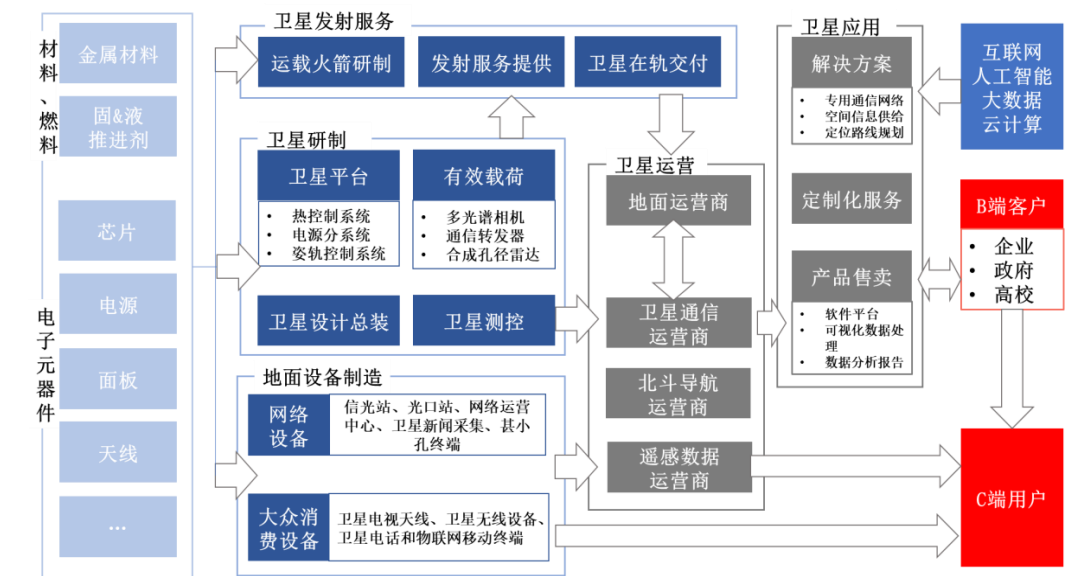 材料、燃料
金属材料
固&液
推进剂
电子元器件
芯片
电源
面板
天线
...
卫星发射服务
运载火箭研制
发射服务提供
卫星在轨交付
卫星研制
卫星平台
• 热控制系统
• 电源分系统
• 姿轨控制系统
有效载荷
• 多光谱相机
• 通信转发器
• 合成孔径雷达
卫星设计总装
卫星测控
地面设备制造
网络
设备
信光站、光口站、网络运营
中心、卫星新闻采集、甚小
孔终端
大众消
费设备
卫星电视天线、卫星无线设备、
卫星电话和物联网移动终端
卫星运营
地面运营商
卫星通信
运营商
北斗导航
运营商
遥感数据
运营商
卫星应用
解决方案
• 专用通信网络
• 空间信息供给
• 定位路线规划
定制化服务
产品售卖
• 软件平台
• 可视化数据处
理
• 数据分析报告
互联网
人工智能
大数据
云计算
B端客户
• 企业
• 政府
• 高校
C端用户